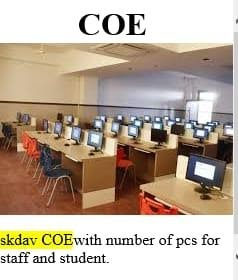 COE
skdav COEwith number of pcs for
staff and student.